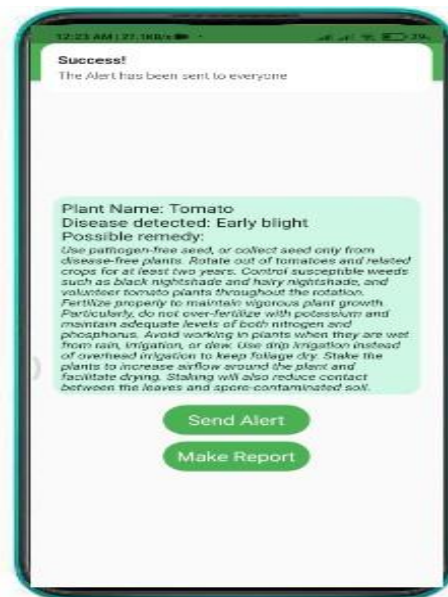 12:23 AM | 27.1KB/s
Success!
The Alert has been sent to everyone
Plant Name: Tomato
Disease detected: Early blight
Possible remedy:
Use pathogen-free seed, or collect seed only from
disease-free plants. Rotate out of tomatoes and related
crops for at least two years. Control susceptible weeds
such as black nightshade and hairy nightshade, and
volunteer tomato plants throughout the rotation.
Fertilize properly to maintain vigorous plant growth.
Particularly, do not over-fertilize with potassium and
maintain adequate levels of both nitrogen and
phosphorus. Avoid working in plants when they are wet
from rain, irrigation, or dew. Use drip irrigation instead
of overhead irrigation to keep foliage dry. Stake the
plants to increase airflow around the plant and
facilitate drying. Staking will also reduce contact
between the leaves and spore-contaminated soil.
Send Alert
Make Report